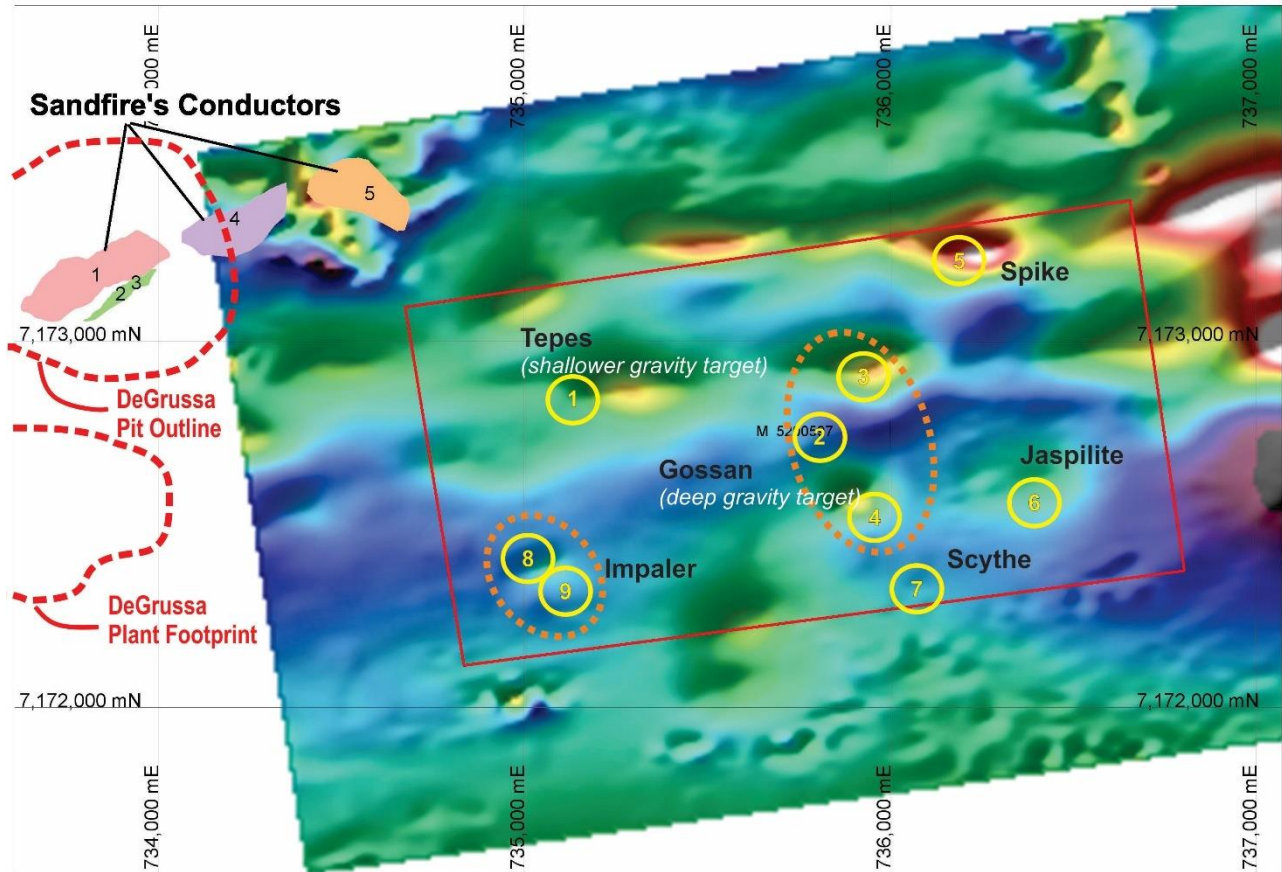 000 mE
735,000 mE
736,000 mE
737,000 mE
Sandfire's Conductors
5
4
1
2
3
5
Spike
7,173,000 mN
7,173,000 mN
Tepes
(shallower gravity target)
3
1
DeGrussa
Pit Outline
M
2
Gossan
(deep gravity target)
Jaspilite
4
6
8
9
Impaler
Scythe
7
DeGrussa
Plant Footprint
7,172,000 mN
7,172,000 mN
734,000 mE
735,000 mE
736,000 mE
737,000 mE